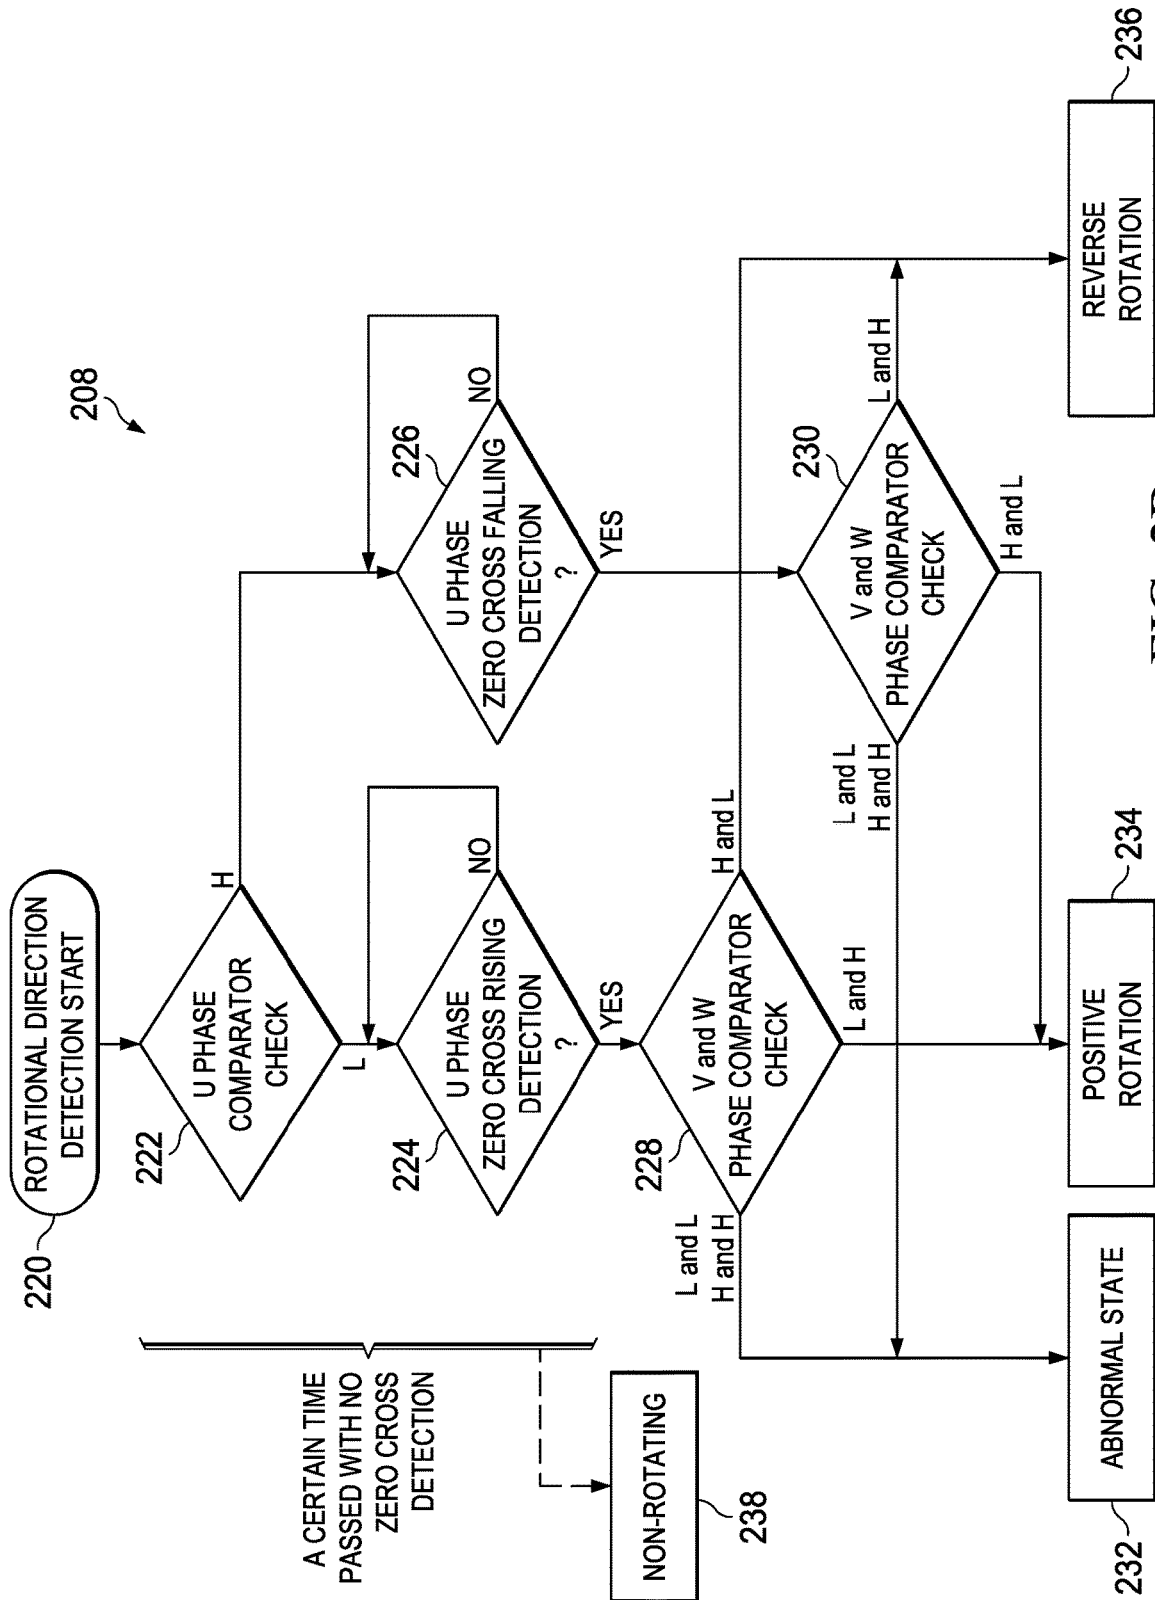 208
220
ROTATIONAL DIRECTION
DETECTION START
222
U PHASE
COMPARATOR
CHECK
H
L
224
U PHASE
ZERO CROSS RISING
DETECTION
?
NO
YES
226
U PHASE
ZERO CROSS FALLING
DETECTION
?
NO
YES
A CERTAIN TIME
PASSED WITH NO
ZERO CROSS
DETECTION
NON-ROTATING
238
228
V and W
PHASE COMPARATOR
CHECK
L and L
H and H
H and L
L and H
230
V and W
PHASE COMPARATOR
CHECK
L and L
H and H
L and H
H and L
232
ABNORMAL STATE
234
POSITIVE
ROTATION
236
REVERSE
ROTATION